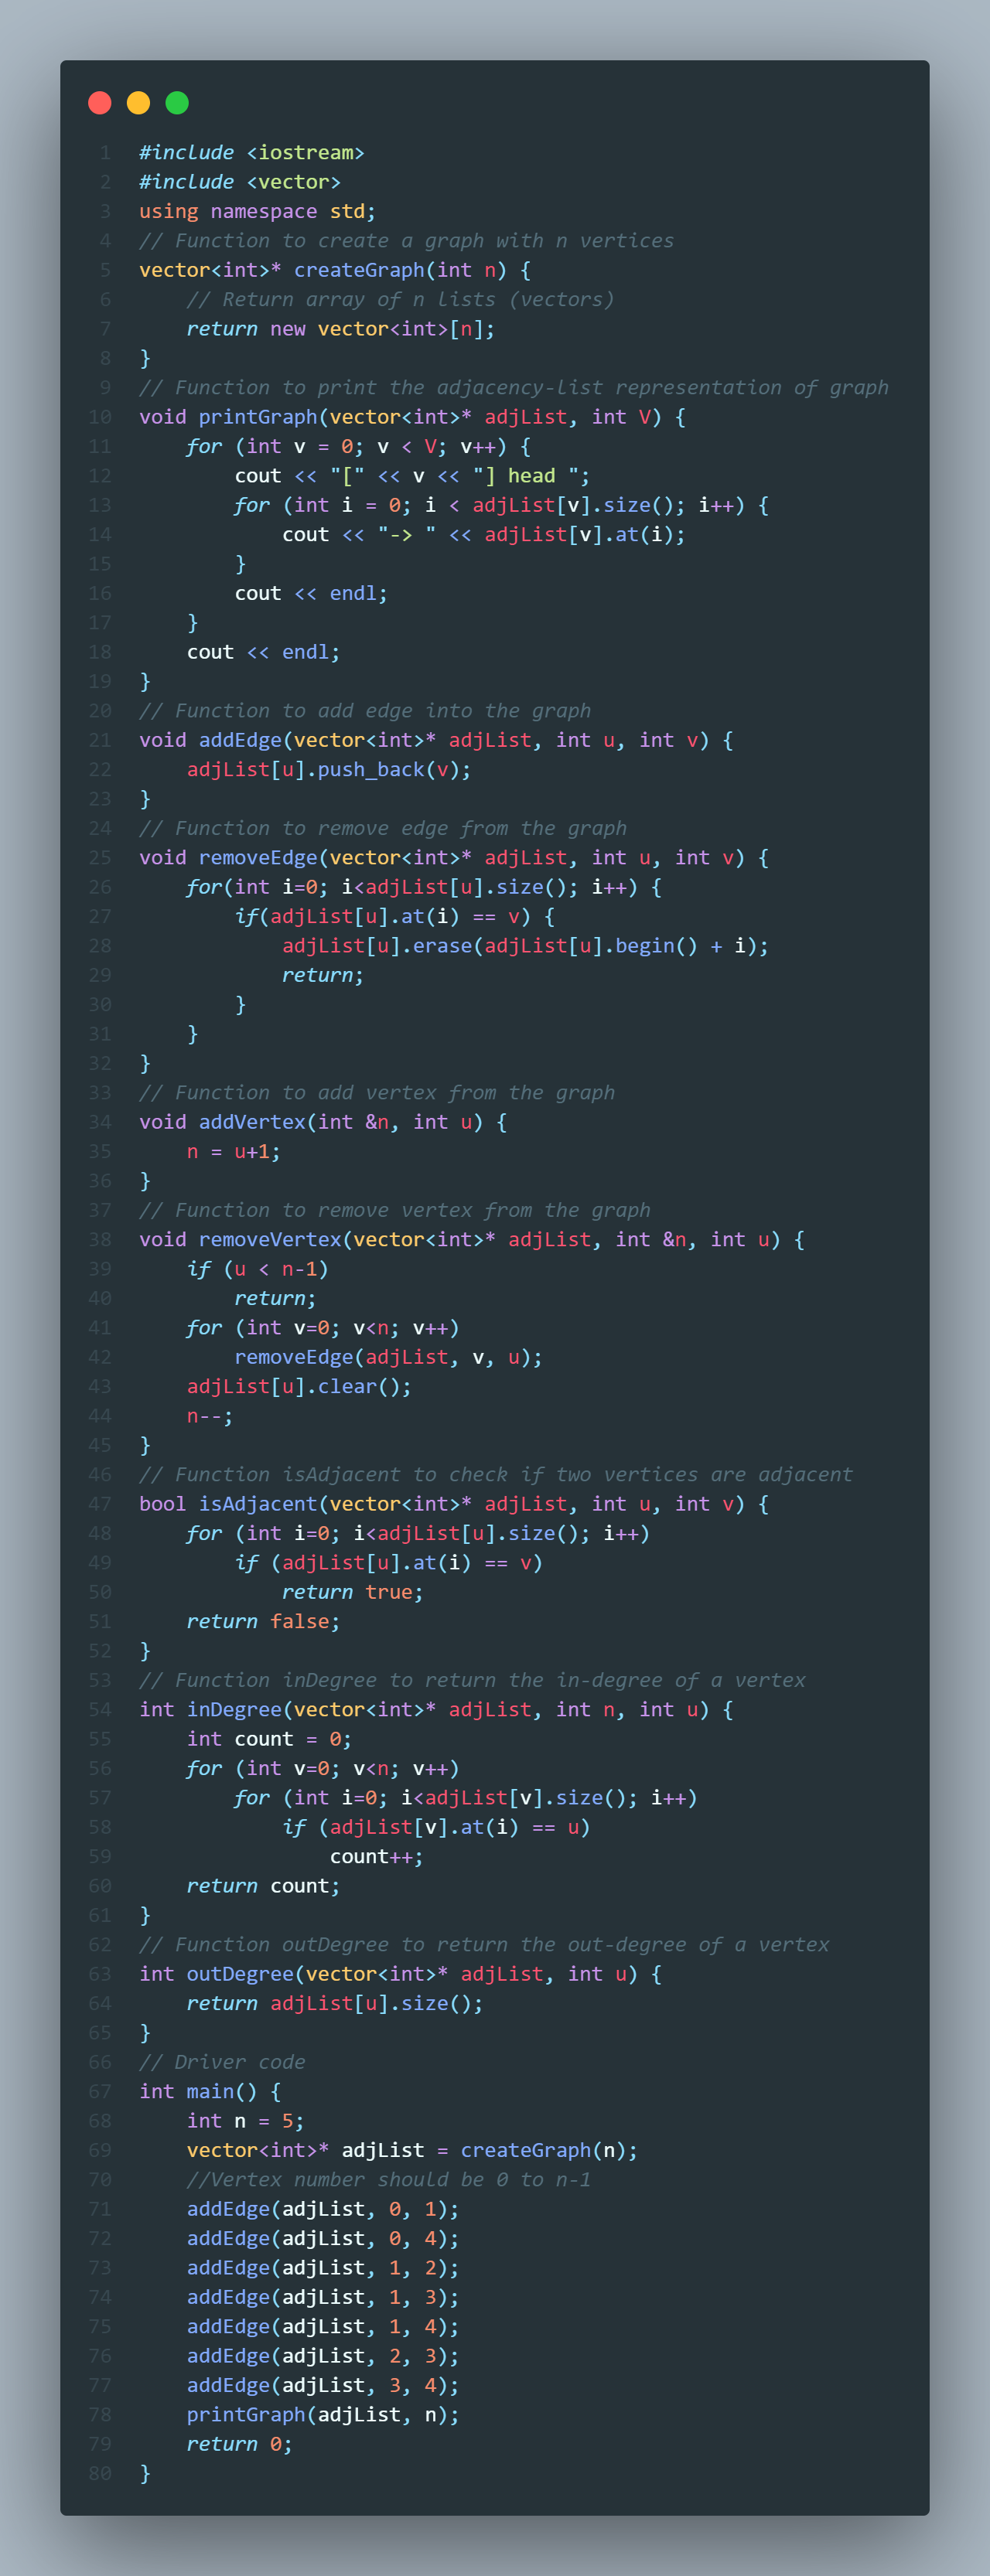 1 #include <iostream>
2 #include <vector>
3 using namespace std;
4 // Function to create a graph with n vertices
5 vector<int>* createGraph(int n) {
6     // Return array of n lists (vectors)
7     return new vector<int>[n];
8 }
9 // Function to print the adjacency-list representation of graph
10 void printGraph(vector<int>* adjList, int V) {
11     for (int v = 0; v < V; v++) {
12         cout << "[" << v << "] head ";
13         for (int i = 0; i < adjList[v].size(); i++) {
14             cout << "-> " << adjList[v].at(i);
15         }
16         cout << endl;
17     }
18     cout << endl;
19 }
20 // Function to add edge into the graph
21 void addEdge(vector<int>* adjList, int u, int v) {
22     adjList[u].push_back(v);
23 }
24 // Function to remove edge from the graph
25 void removeEdge(vector<int>* adjList, int u, int v) {
26     for(int i=0; i<adjList[u].size(); i++) {
27         if(adjList[u].at(i) == v) {
28             adjList[u].erase(adjList[u].begin() + i);
29             return;
30         }
31     }
32 }
33 // Function to add vertex from the graph
34 void addVertex(int &n, int u) {
35     n = u+1;
36 }
37 // Function to remove vertex from the graph
38 void removeVertex(vector<int>* adjList, int &n, int u) {
39     if (u < n-1)
40         return;
41     for (int v=0; v<n; v++)
42         removeEdge(adjList, v, u);
43     adjList[u].clear();
44     n--;
45 }
46 // Function isAdjacent to check if two vertices are adjacent
47 bool isAdjacent(vector<int>* adjList, int u, int v) {
48     for (int i=0; i<adjList[u].size(); i++)
49         if (adjList[u].at(i) == v)
50             return true;
51     return false;
52 }
53 // Function inDegree to return the in-degree of a vertex
54 int inDegree(vector<int>* adjList, int n, int u) {
55     int count = 0;
56     for (int v=0; v<n; v++)
57         for (int i=0; i<adjList[v].size(); i++)
58             if (adjList[v].at(i) == u)
59                 count++;
60     return count;
61 }
62 // Function outDegree to return the out-degree of a vertex
63 int outDegree(vector<int>* adjList, int u) {
64     return adjList[u].size();
65 }
66 // Driver code
67 int main() {
68     int n = 5;
69     vector<int>* adjList = createGraph(n);
70     //Vertex number should be 0 to n-1
71     addEdge(adjList, 0, 1);
72     addEdge(adjList, 0, 4);
73     addEdge(adjList, 1, 2);
74     addEdge(adjList, 1, 3);
75     addEdge(adjList, 1, 4);
76     addEdge(adjList, 2, 3);
77     addEdge(adjList, 3, 4);
78     printGraph(adjList, n);
79     return 0;
80 }